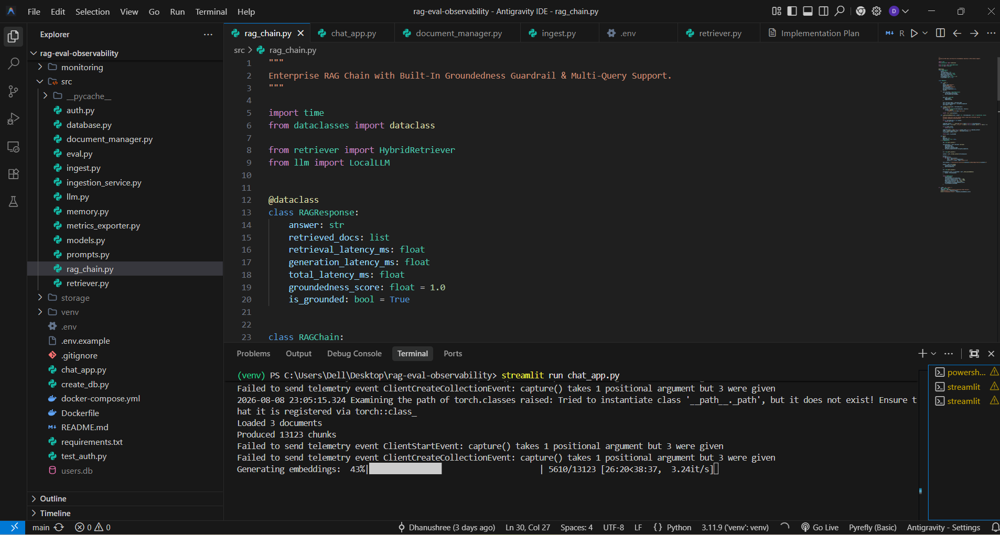 File Edit Selection View Go Run Terminal Help
rag-eval-observability - Antigravity IDE - rag_chain.py
D
Explorer
rag-eval-observability
monitoring
src
__pycache__
auth.py
database.py
document_manager.py
eval.py
ingest.py
ingestion_service.py
llm.py
memory.py
metrics_exporter.py
models.py
prompts.py
rag_chain.py
retriever.py
storage
venv
.env
.env.example
.gitignore
chat_app.py
create_db.py
docker-compose.yml
Dockerfile
README.md
requirements.txt
test_auth.py
users.db
Outline
Timeline
rag_chain.py chat_app.py document_manager.py ingest.py .env retriever.py Implementation Plan R
src > rag_chain.py
1 """
2 Enterprise RAG Chain with Built-In Groundedness Guardrail & Multi-Query Support.
3 """
4
5 import time
6 from dataclasses import dataclass
7
8 from retriever import HybridRetriever
9 from llm import LocalLLM
10
11
12 @dataclass
13 class RAGResponse:
14 answer: str
15 retrieved_docs: list
16 retrieval_latency_ms: float
17 generation_latency_ms: float
18 total_latency_ms: float
19 groundedness_score: float = 1.0
20 is_grounded: bool = True
21
22
23 class RAGChain:
Problems Output Debug Console Terminal Ports
(venv) PS C:\Users\Dell\Desktop\rag-eval-observability> streamlit run chat_app.py
Failed to send telemetry event ClientCreateCollectionEvent: capture() takes 1 positional argument but 3 were given
2026-08-08 23:05:15.324 Examining the path of torch.classes raised: Tried to instantiate class '__path__._path', but it does not exist! Ensure t
hat it is registered via torch::class_
Loaded 3 documents
Produced 13123 chunks
Failed to send telemetry event ClientStartEvent: capture() takes 1 positional argument but 3 were given
Failed to send telemetry event ClientCreateCollectionEvent: capture() takes 1 positional argument but 3 were given
Generating embeddings: 43%| | 5610/13123 [26:20<38:37, 3.24it/s]
powersh...
streamlit
streamlit
main 0 0 Dhanushree (3 days ago) Ln 30, Col 27 Spaces: 4 UTF-8 LF {} Python 3.11.9 ('venv': venv) Go Live Pyrefly (Basic) Antigravity - Settings